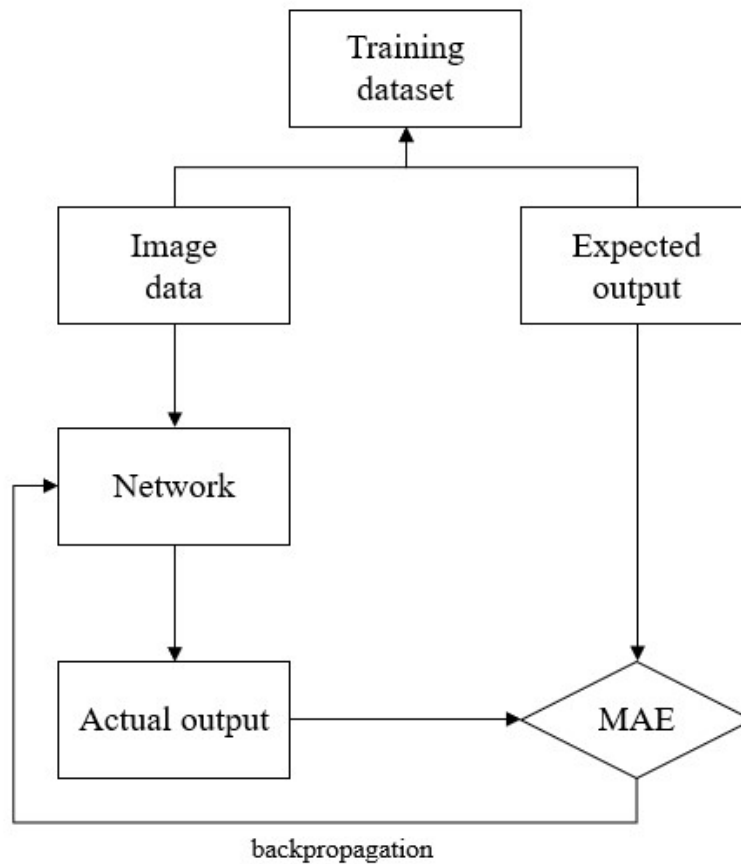 Training
dataset
Image
data
Expected
output
Network
Actual output
MAE
backpropagation